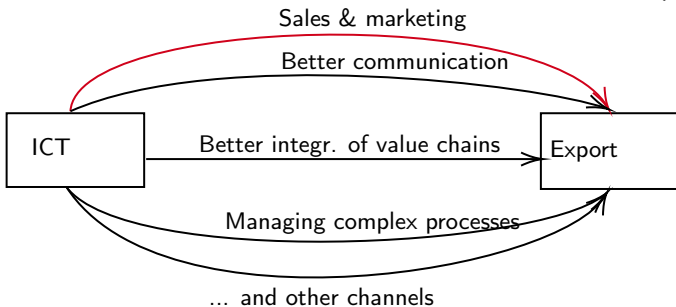 Sales & marketing
Better communication
ICT
Better integr. of value chains
Export
Managing complex processes
... and other channels